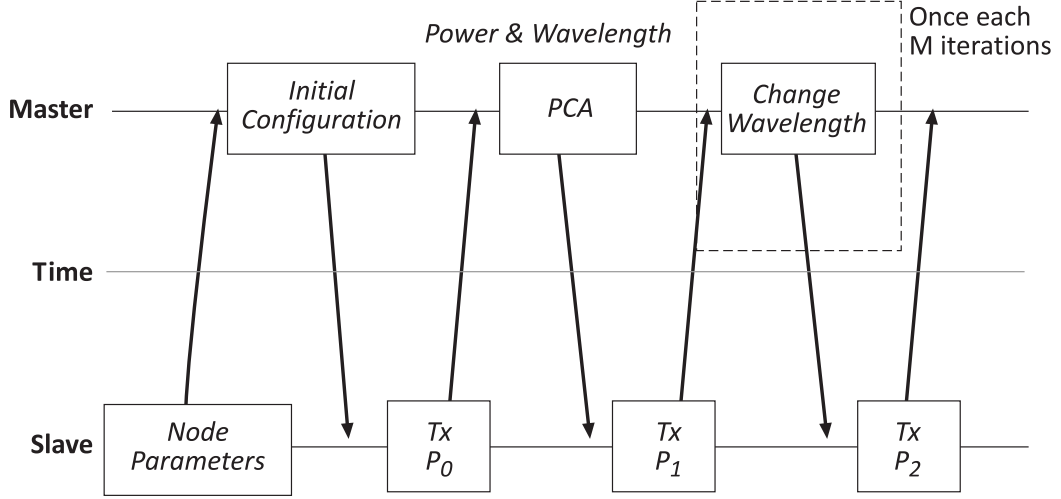 Once each
M iterations
Power & Wavelength
Master
Initial
Configuration
PCA
Change
Wavelength
Time
Slave
Node
Parameters
Tx
P0
Tx
P1
Tx
P2